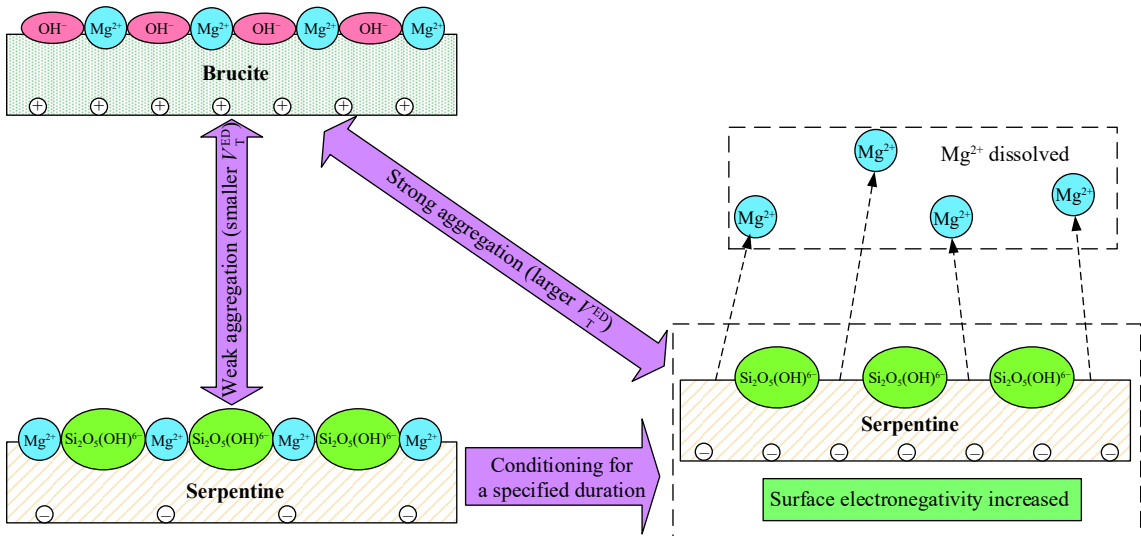 OH⁻ Mg²⁺ OH⁻ Mg²⁺ OH⁻ Mg²⁺ OH⁻ Mg²⁺
Brucite
+ + + + + + +
Weak aggregation (smaller V_T^ED)
Strong aggregation (larger V_T^ED)
Mg²⁺ dissolved
Mg²⁺ Mg²⁺ Mg²⁺ Mg²⁺
Mg²⁺ Si₂O₅(OH)⁶⁻ Mg²⁺ Si₂O₅(OH)⁶⁻ Mg²⁺ Si₂O₅(OH)⁶⁻ Mg²⁺
Serpentine
− − −
Conditioning for
a specified duration
Si₂O₅(OH)⁶⁻ Si₂O₅(OH)⁶⁻ Si₂O₅(OH)⁶⁻
Serpentine
− − − − − − −
Surface electronegativity increased